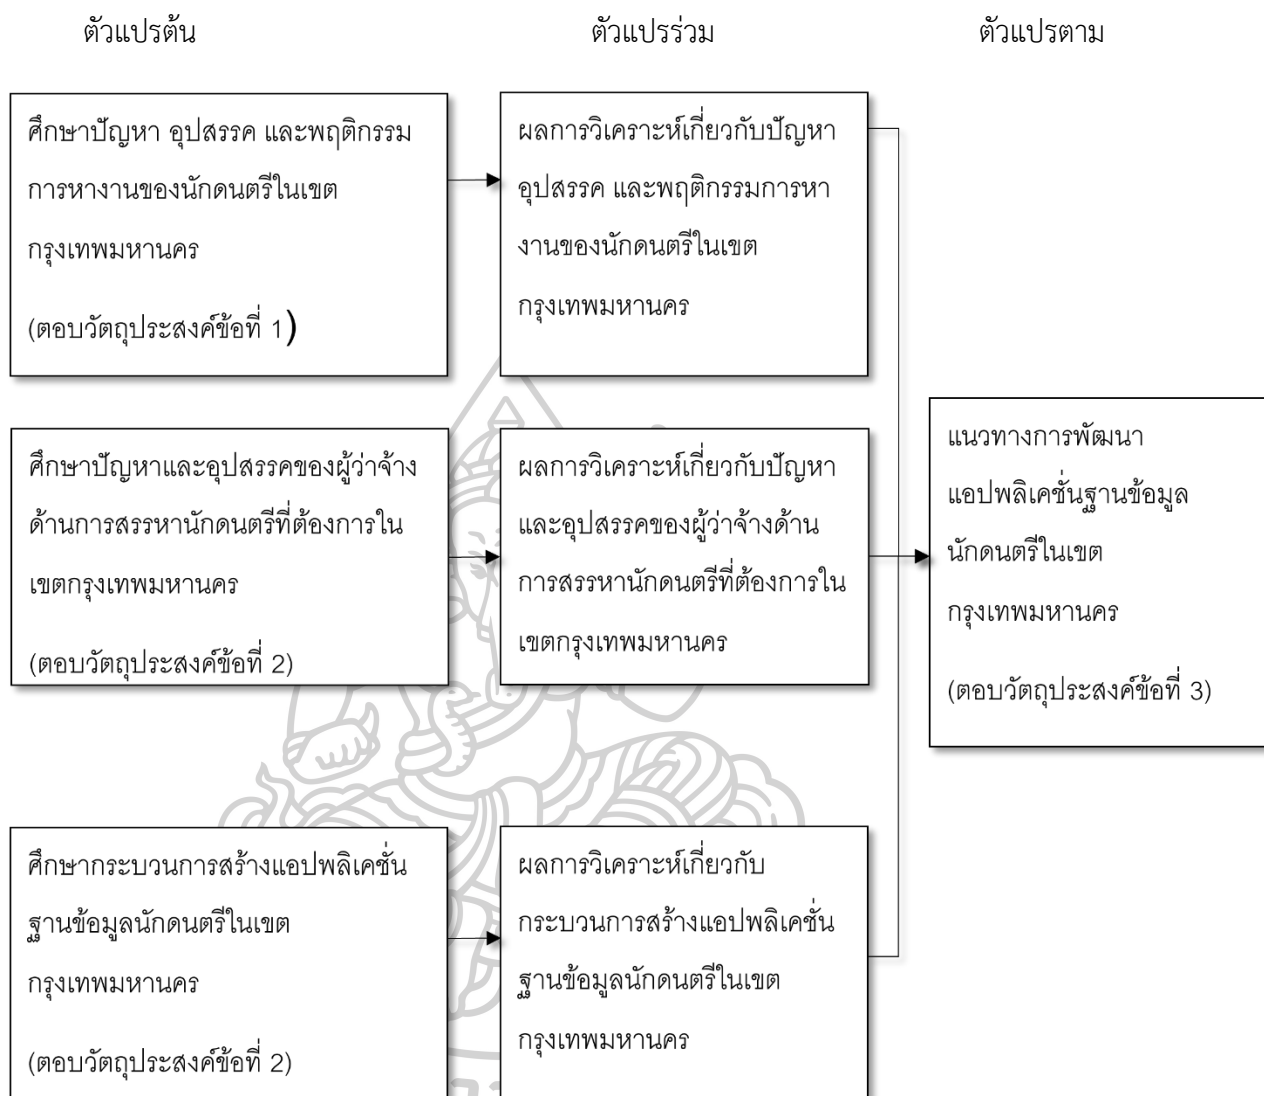 ตัวแปรต้น
ตัวแปรร่วม
ตัวแปรตาม
ศึกษาปัญหา อุปสรรค และพฤติกรรม
การหางานของนักดนตรีในเขต
กรุงเทพมหานคร
(ตอบวัตถุประสงค์ข้อที่ 1)
ผลการวิเคราะห์เกี่ยวกับปัญหา
อุปสรรค และพฤติกรรมการหา
งานของนักดนตรีในเขต
กรุงเทพมหานคร
ศึกษาปัญหาและอุปสรรคของผู้ว่าจ้าง
ด้านการสรรหานักดนตรีที่ต้องการใน
เขตกรุงเทพมหานคร
(ตอบวัตถุประสงค์ข้อที่ 2)
ผลการวิเคราะห์เกี่ยวกับปัญหา
และอุปสรรคของผู้ว่าจ้างด้าน
การสรรหานักดนตรีที่ต้องการใน
เขตกรุงเทพมหานคร
แนวทางการพัฒนา
แอปพลิเคชั่นฐานข้อมูล
นักดนตรีในเขต
กรุงเทพมหานคร
(ตอบวัตถุประสงค์ข้อที่ 3)
ศึกษากระบวนการสร้างแอปพลิเคชั่น
ฐานข้อมูลนักดนตรีในเขต
กรุงเทพมหานคร
(ตอบวัตถุประสงค์ข้อที่ 2)
ผลการวิเคราะห์เกี่ยวกับ
กระบวนการสร้างแอปพลิเคชั่น
ฐานข้อมูลนักดนตรีในเขต
กรุงเทพมหานคร